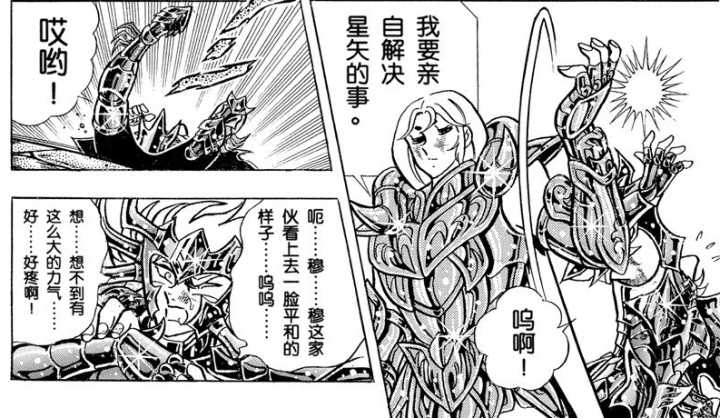 我要亲
自解决
星矢的事。
呜啊！
哎哟！
呃……穆……穆这家
伙看上去一脸平和的
样子……呜呜……
想……想不到有
这么大的力气……
好……好疼啊！